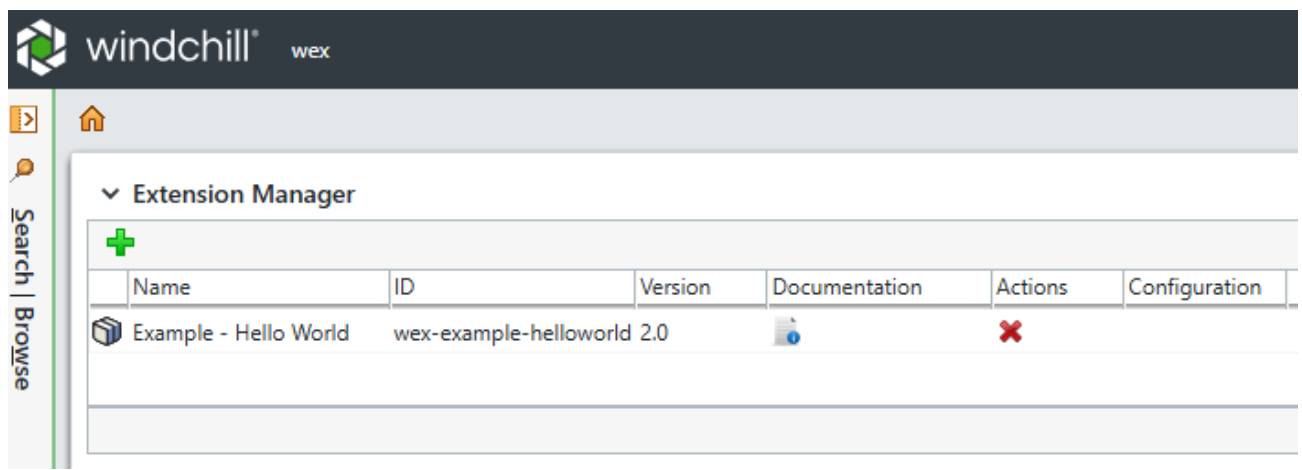 windchill® wex
Search | Browse
Extension Manager
Name ID Version Documentation Actions Configuration
Example - Hello World wex-example-helloworld 2.0